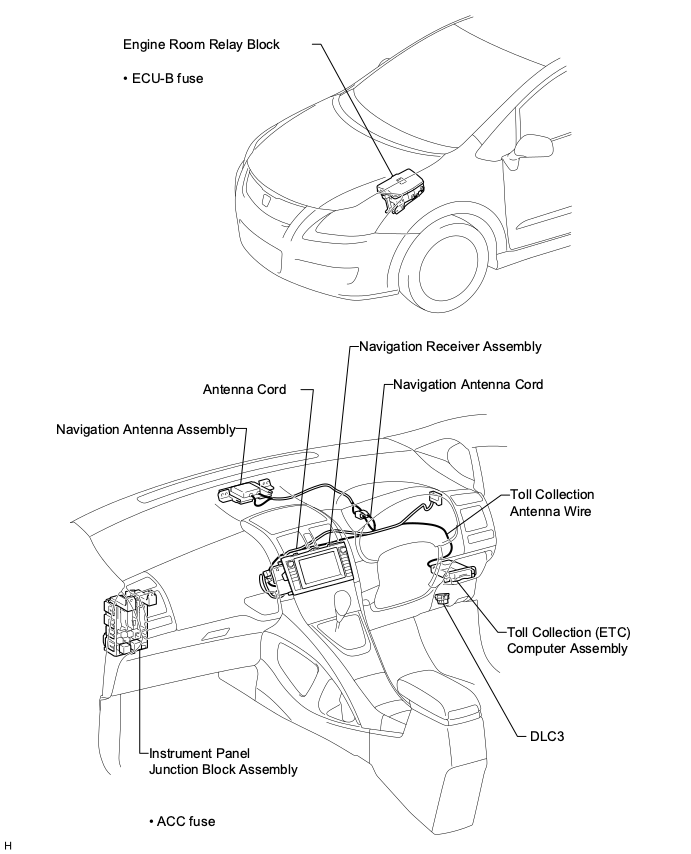 Engine Room Relay Block
• ECU-B fuse
Navigation Receiver Assembly
Antenna Cord
Navigation Antenna Cord
Navigation Antenna Assembly
Toll Collection
Antenna Wire
Toll Collection (ETC)
Computer Assembly
DLC3
Instrument Panel
Junction Block Assembly
• ACC fuse
H